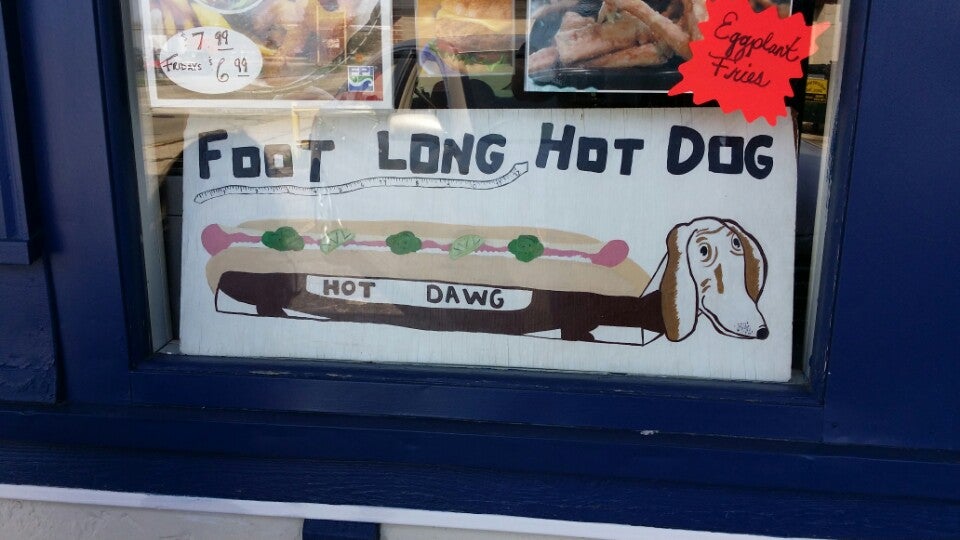 $7.99
FRIDAYS $6.99
Eggplant
Fries
FOOT LONG HOT DOG
HOT DAWG